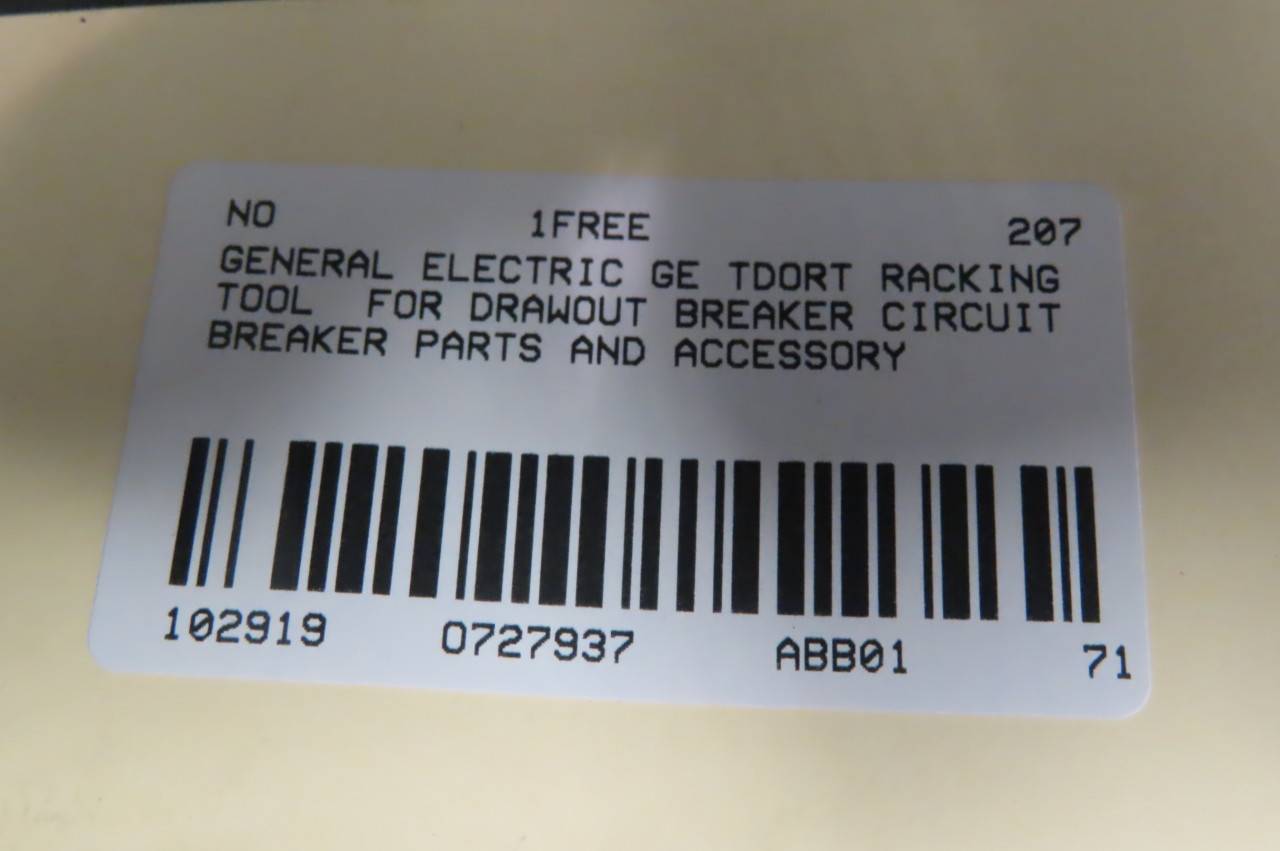 NO 1FREE 207
GENERAL ELECTRIC GE TDORT RACKING
TOOL FOR DRAWOUT BREAKER CIRCUIT
BREAKER PARTS AND ACCESSORY
102919 0727937 ABB01 71